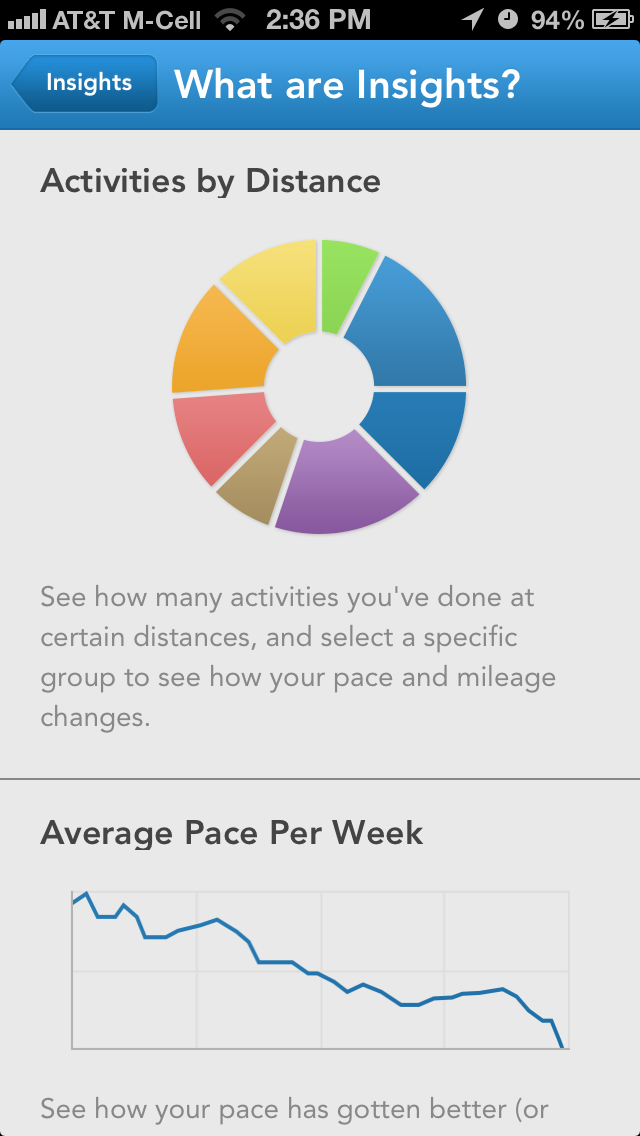 AT&T M-Cell 2:36 PM 94%
Insights What are Insights?
Activities by Distance
See how many activities you've done at
certain distances, and select a specific
group to see how your pace and mileage
changes.
Average Pace Per Week
See how your pace has gotten better (or